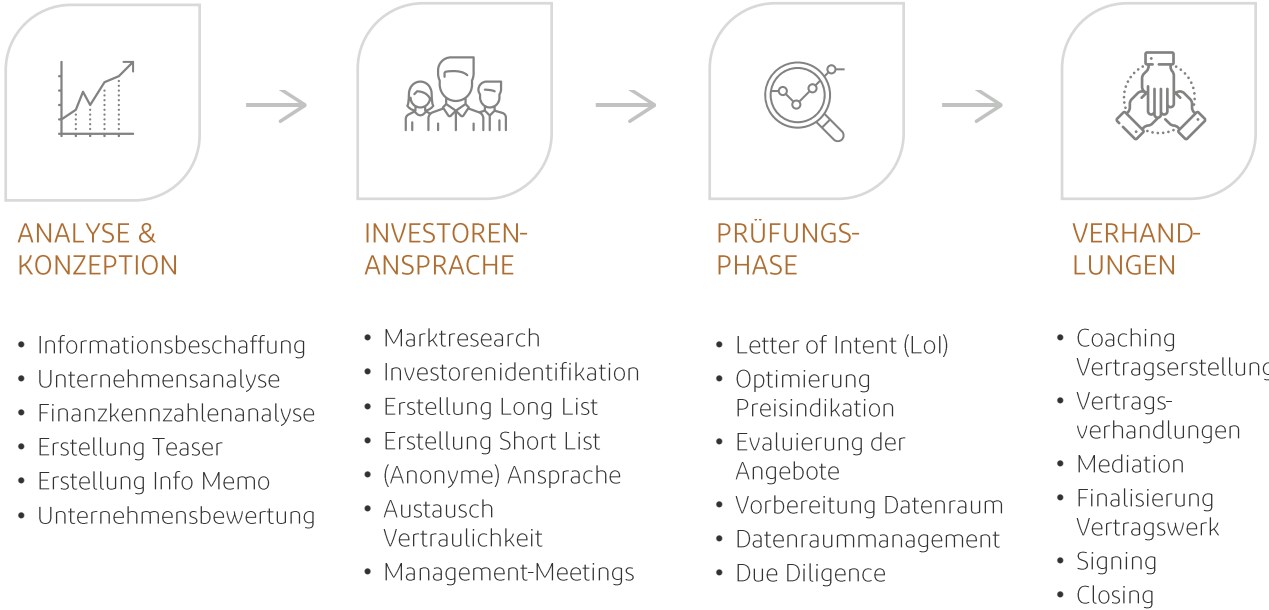 ANALYSE &
KONZEPTION
• Informationsbeschaffung
• Unternehmensanalyse
• Finanzkennzahlenanalyse
• Erstellung Teaser
• Erstellung Info Memo
• Unternehmensbewertung
INVESTOREN-
ANSPRACHE
• Marktresearch
• Investorenidentifikation
• Erstellung Long List
• Erstellung Short List
• (Anonyme) Ansprache
• Austausch
Vertraulichkeit
• Management-Meetings
PRÜFUNGS-
PHASE
• Letter of Intent (LoI)
• Optimierung
Preisindikation
• Evaluierung der
Angebote
• Vorbereitung Datenraum
• Datenraummanagement
• Due Diligence
VERHAND-
LUNGEN
• Coaching
Vertragserstellung
• Vertrags-
verhandlungen
• Mediation
• Finalisierung
Vertragswerk
• Signing
• Closing